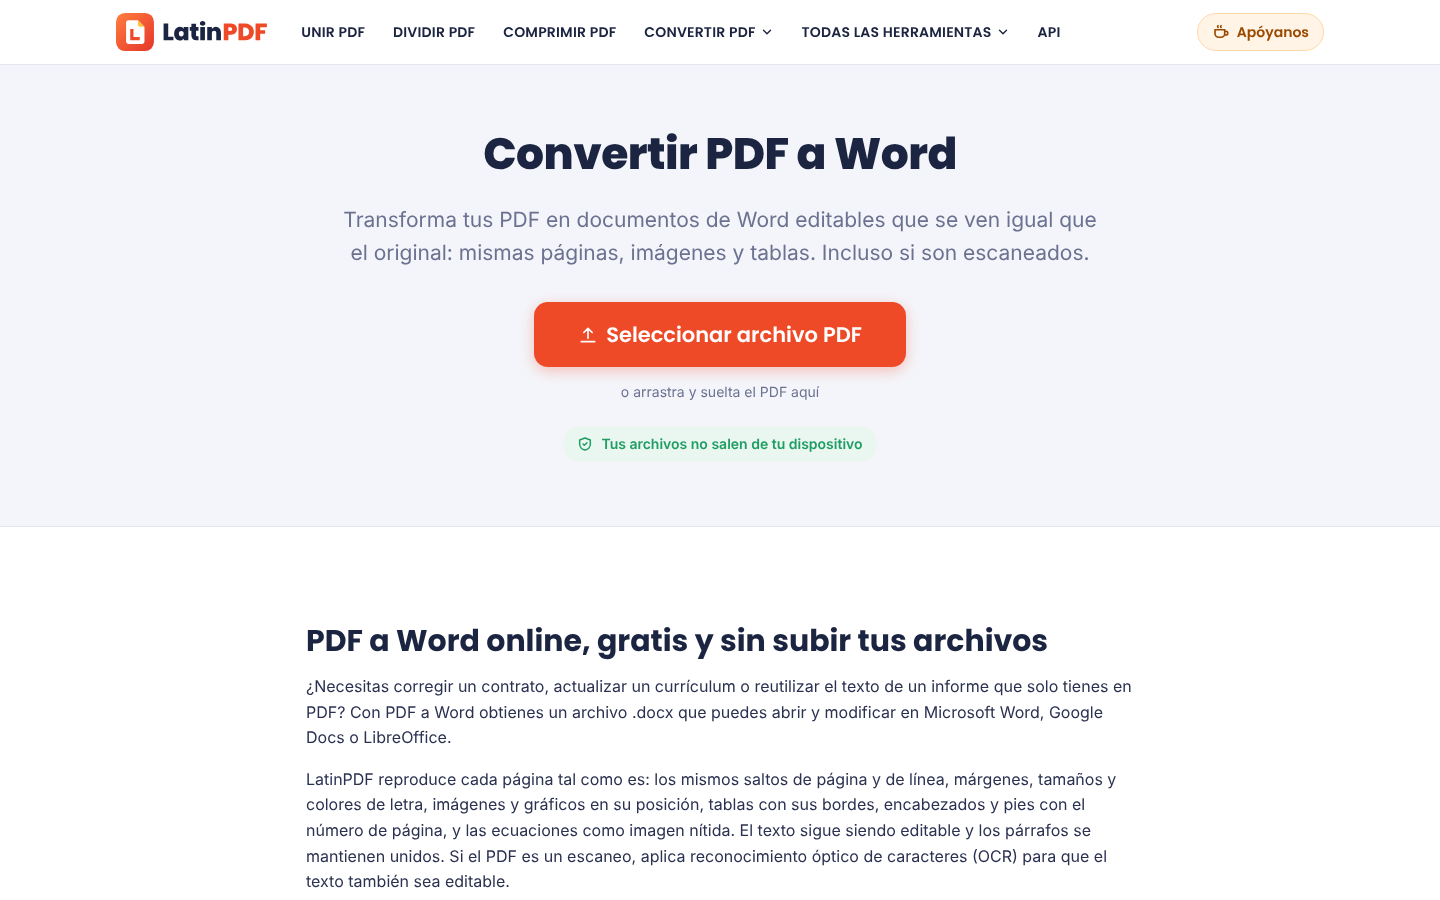 LatinPDF
UNIR PDF
DIVIDIR PDF
COMPRIMIR PDF
CONVERTIR PDF
TODAS LAS HERRAMIENTAS
API
Apóyanos
Convertir PDF a Word
Transforma tus PDF en documentos de Word editables que se ven igual que
el original: mismas páginas, imágenes y tablas. Incluso si son escaneados.
Seleccionar archivo PDF
o arrastra y suelta el PDF aquí
Tus archivos no salen de tu dispositivo
PDF a Word online, gratis y sin subir tus archivos
¿Necesitas corregir un contrato, actualizar un currículum o reutilizar el texto de un informe que solo tienes en
PDF? Con PDF a Word obtienes un archivo .docx que puedes abrir y modificar en Microsoft Word, Google
Docs o LibreOffice.
LatinPDF reproduce cada página tal como es: los mismos saltos de página y de línea, márgenes, tamaños y
colores de letra, imágenes y gráficos en su posición, tablas con sus bordes, encabezados y pies con el
número de página, y las ecuaciones como imagen nítida. El texto sigue siendo editable y los párrafos se
mantienen unidos. Si el PDF es un escaneo, aplica reconocimiento óptico de caracteres (OCR) para que el
texto también sea editable.